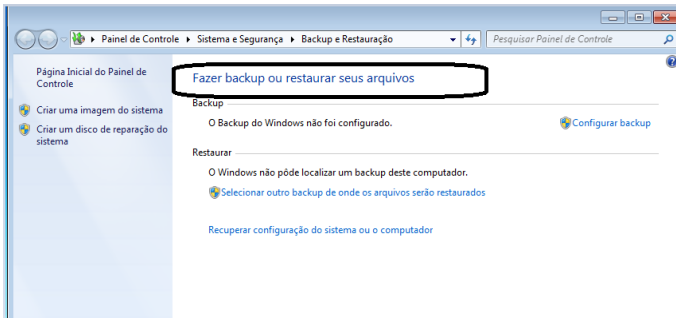 Painel de Controle ▸ Sistema e Segurança ▸ Backup e Restauração
Pesquisar Painel de Controle
Página Inicial do Painel de
Controle
Criar uma imagem do sistema
Criar um disco de reparação do
sistema
Fazer backup ou restaurar seus arquivos
Backup
O Backup do Windows não foi configurado.
Configurar backup
Restaurar
O Windows não pôde localizar um backup deste computador.
Selecionar outro backup de onde os arquivos serão restaurados
Recuperar configuração do sistema ou o computador